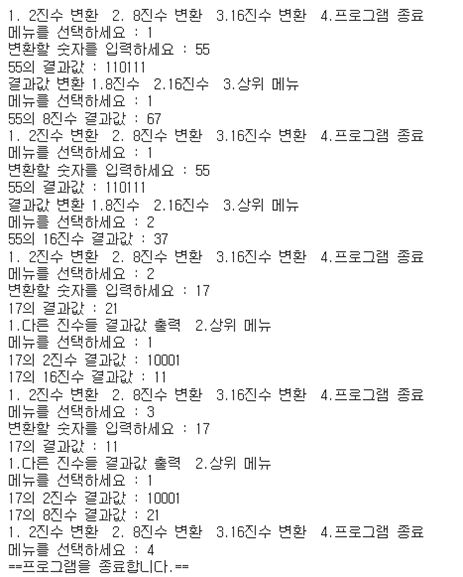 1. 2진수 변환  2. 8진수 변환  3.16진수 변환  4.프로그램 종료
메뉴를 선택하세요 : 1
변환할 숫자를 입력하세요 : 55
55의 결과값 : 110111
결과값 변환 1.8진수  2.16진수  3.상위 메뉴
메뉴를 선택하세요 : 1
55의 8진수 결과값 : 67
1. 2진수 변환  2. 8진수 변환  3.16진수 변환  4.프로그램 종료
메뉴를 선택하세요 : 1
변환할 숫자를 입력하세요 : 55
55의 결과값 : 110111
결과값 변환 1.8진수  2.16진수  3.상위 메뉴
메뉴를 선택하세요 : 2
55의 16진수 결과값 : 37
1. 2진수 변환  2. 8진수 변환  3.16진수 변환  4.프로그램 종료
메뉴를 선택하세요 : 2
변환할 숫자를 입력하세요 : 17
17의 결과값 : 21
1.다른 진수들 결과값 출력  2.상위 메뉴
메뉴를 선택하세요 : 1
17의 2진수 결과값 : 10001
17의 16진수 결과값 : 11
1. 2진수 변환  2. 8진수 변환  3.16진수 변환  4.프로그램 종료
메뉴를 선택하세요 : 3
변환할 숫자를 입력하세요 : 17
17의 결과값 : 11
1.다른 진수들 결과값 출력  2.상위 메뉴
메뉴를 선택하세요 : 1
17의 2진수 결과값 : 10001
17의 8진수 결과값 : 21
1. 2진수 변환  2. 8진수 변환  3.16진수 변환  4.프로그램 종료
메뉴를 선택하세요 : 4
==프로그램을 종료합니다.==